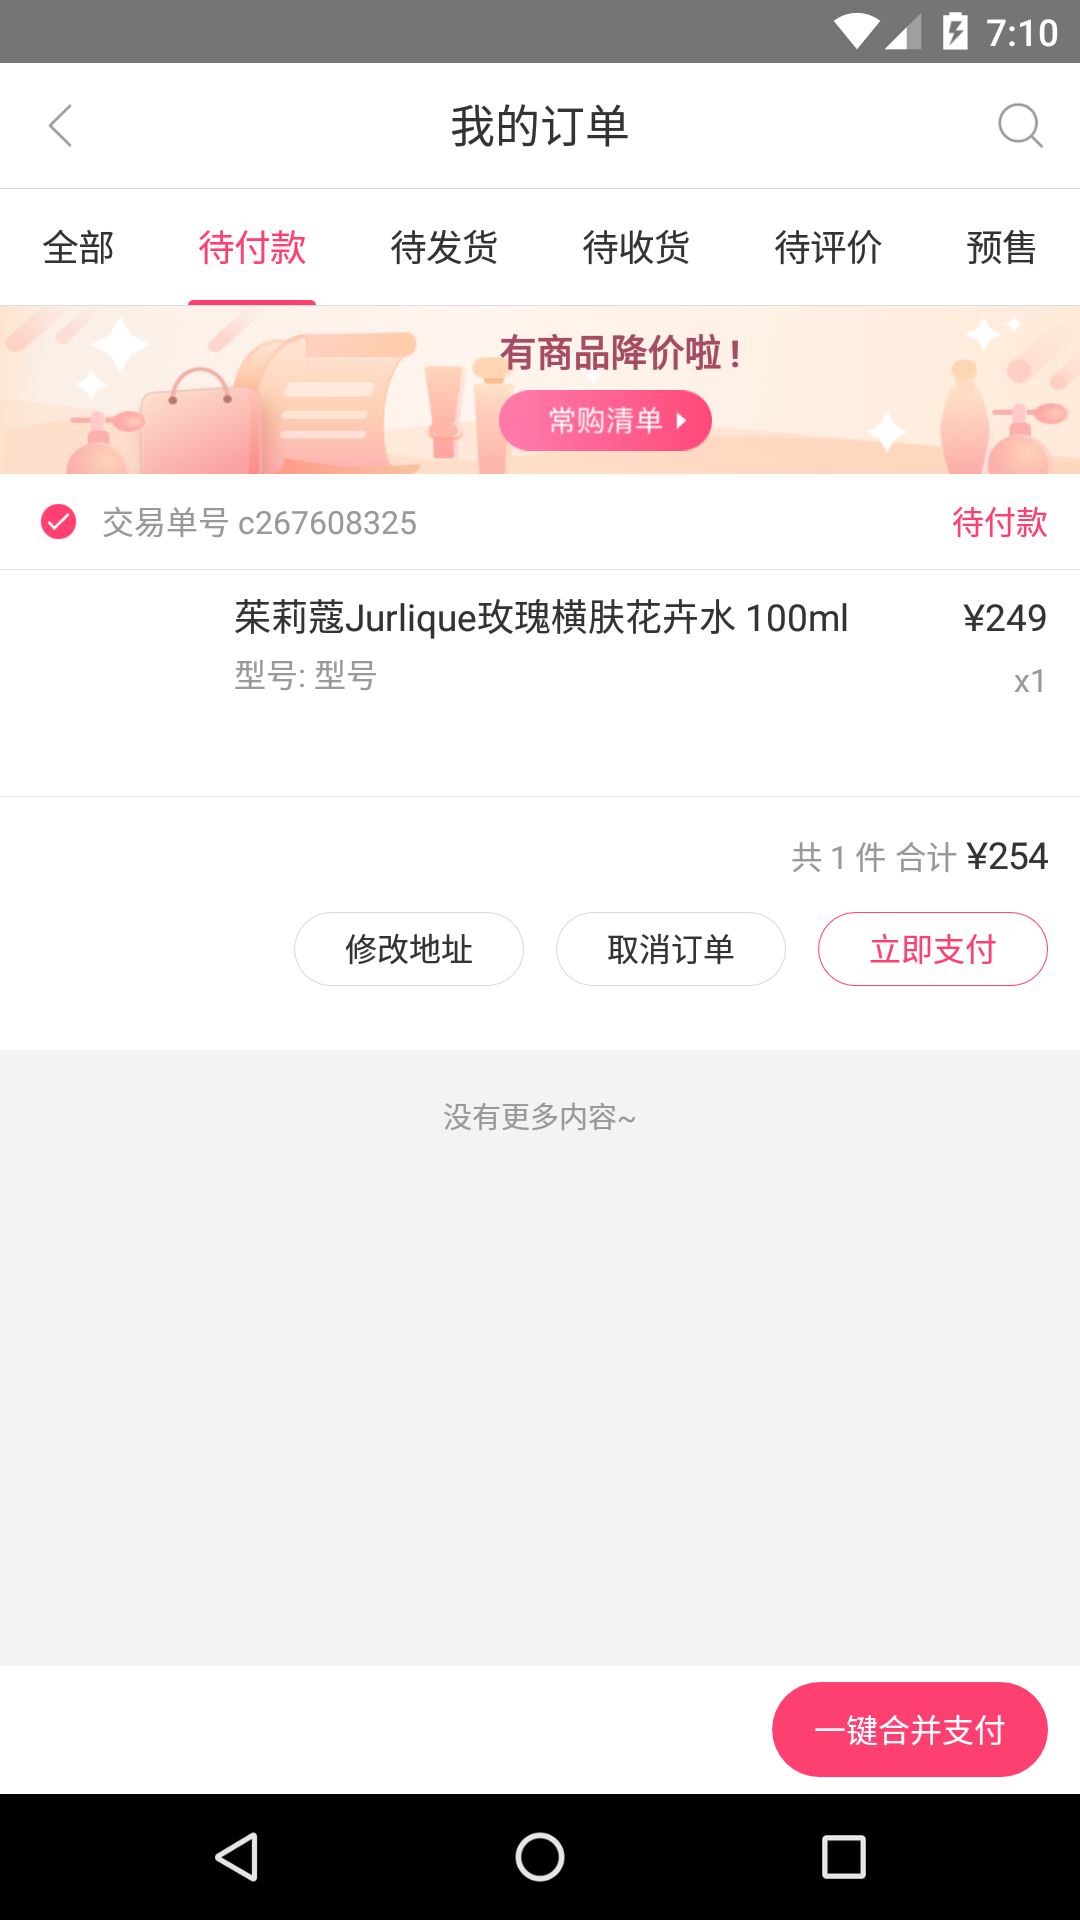 7:10
我的订单
全部 待付款 待发货 待收货 待评价 预售
有商品降价啦！
常购清单
交易单号 c267608325 待付款
茱莉蔻Jurlique玫瑰横肤花卉水 100ml ¥249
型号: 型号 x1
共 1 件 合计 ¥254
修改地址 取消订单 立即支付
没有更多内容~
一键合并支付